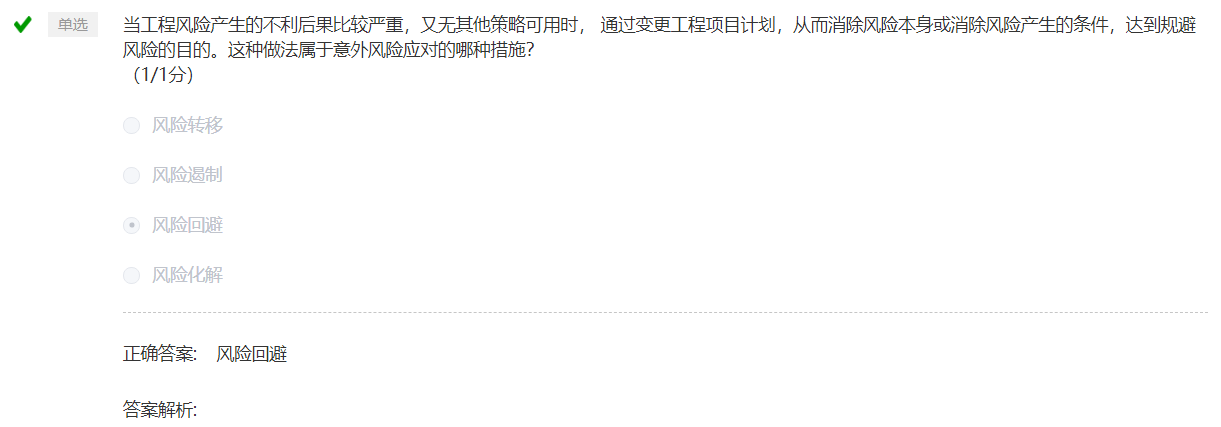 单选
当工程风险产生的不利后果比较严重，又无其他策略可用时， 通过变更工程项目计划，从而消除风险本身或消除风险产生的条件，达到规避
风险的目的。这种做法属于意外风险应对的哪种措施?
（1/1分）
风险转移
风险遏制
风险回避
风险化解
正确答案: 风险回避
答案解析: